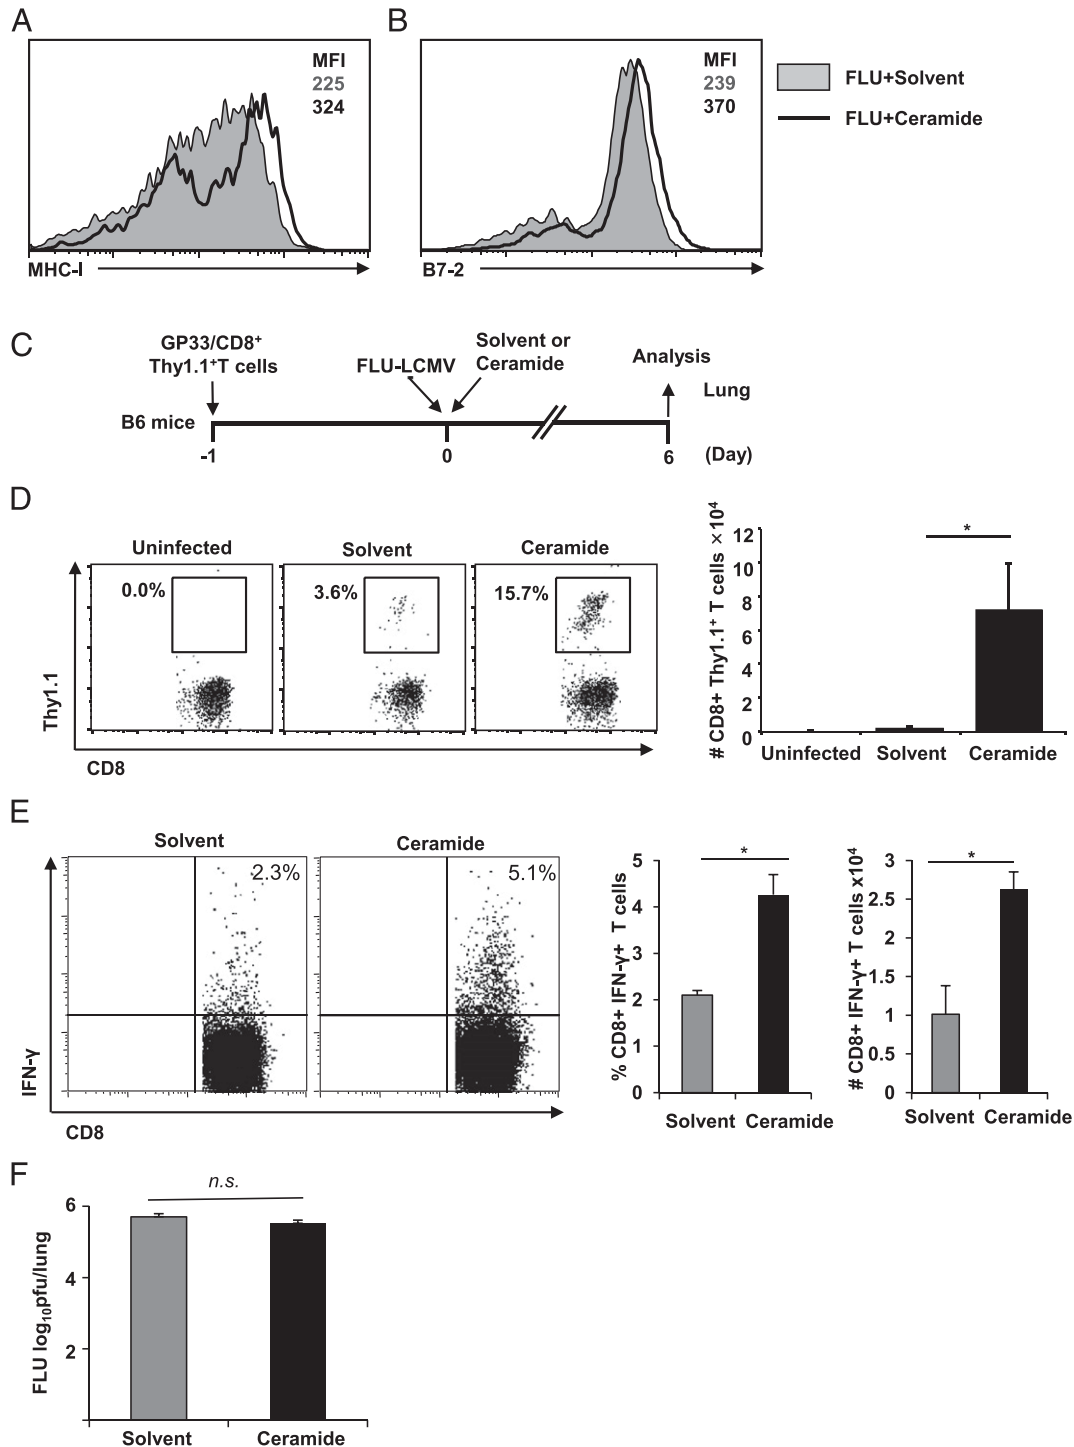 A
MFI
225
324
MHC-I
B
MFI
239
370
B7-2
FLU+Solvent
FLU+Ceramide
C
GP33/CD8+
Thy1.1+T cells
FLU-LCMV
Solvent or
Ceramide
Analysis
Lung
B6 mice
-1
0
6
(Day)
D
Uninfected
Solvent
Ceramide
0.0%
3.6%
15.7%
Thy1.1
CD8
# CD8+ Thy1.1+ T cells ×10⁴
12
10
8
6
4
2
0
Uninfected
Solvent
Ceramide
*
E
Solvent
Ceramide
2.3%
5.1%
IFN-γ
CD8
% CD8+ IFN-γ+ T cells
5
4
3
2
1
0
*
Solvent
Ceramide
# CD8+ IFN-γ+ T cells x10⁴
3
2.5
2
1.5
1
0.5
0
*
Solvent
Ceramide
F
n.s.
FLU log₁₀pfu/lung
6
4
2
Solvent
Ceramide